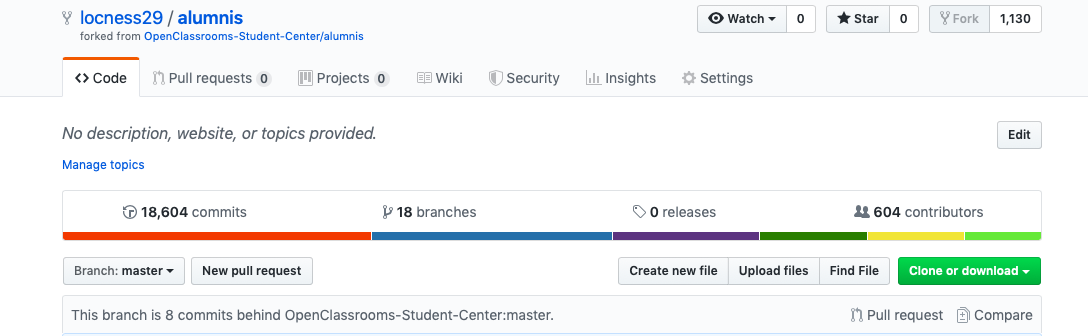 locness29 / alumnis
Watch 0 Star 0 Fork 1,130
forked from OpenClassrooms-Student-Center/alumnis
Code Pull requests 0 Projects 0 Wiki Security Insights Settings
No description, website, or topics provided.
Edit
Manage topics
18,604 commits 18 branches 0 releases 604 contributors
Branch: master New pull request Create new file Upload files Find File Clone or download
This branch is 8 commits behind OpenClassrooms-Student-Center:master. Pull request Compare